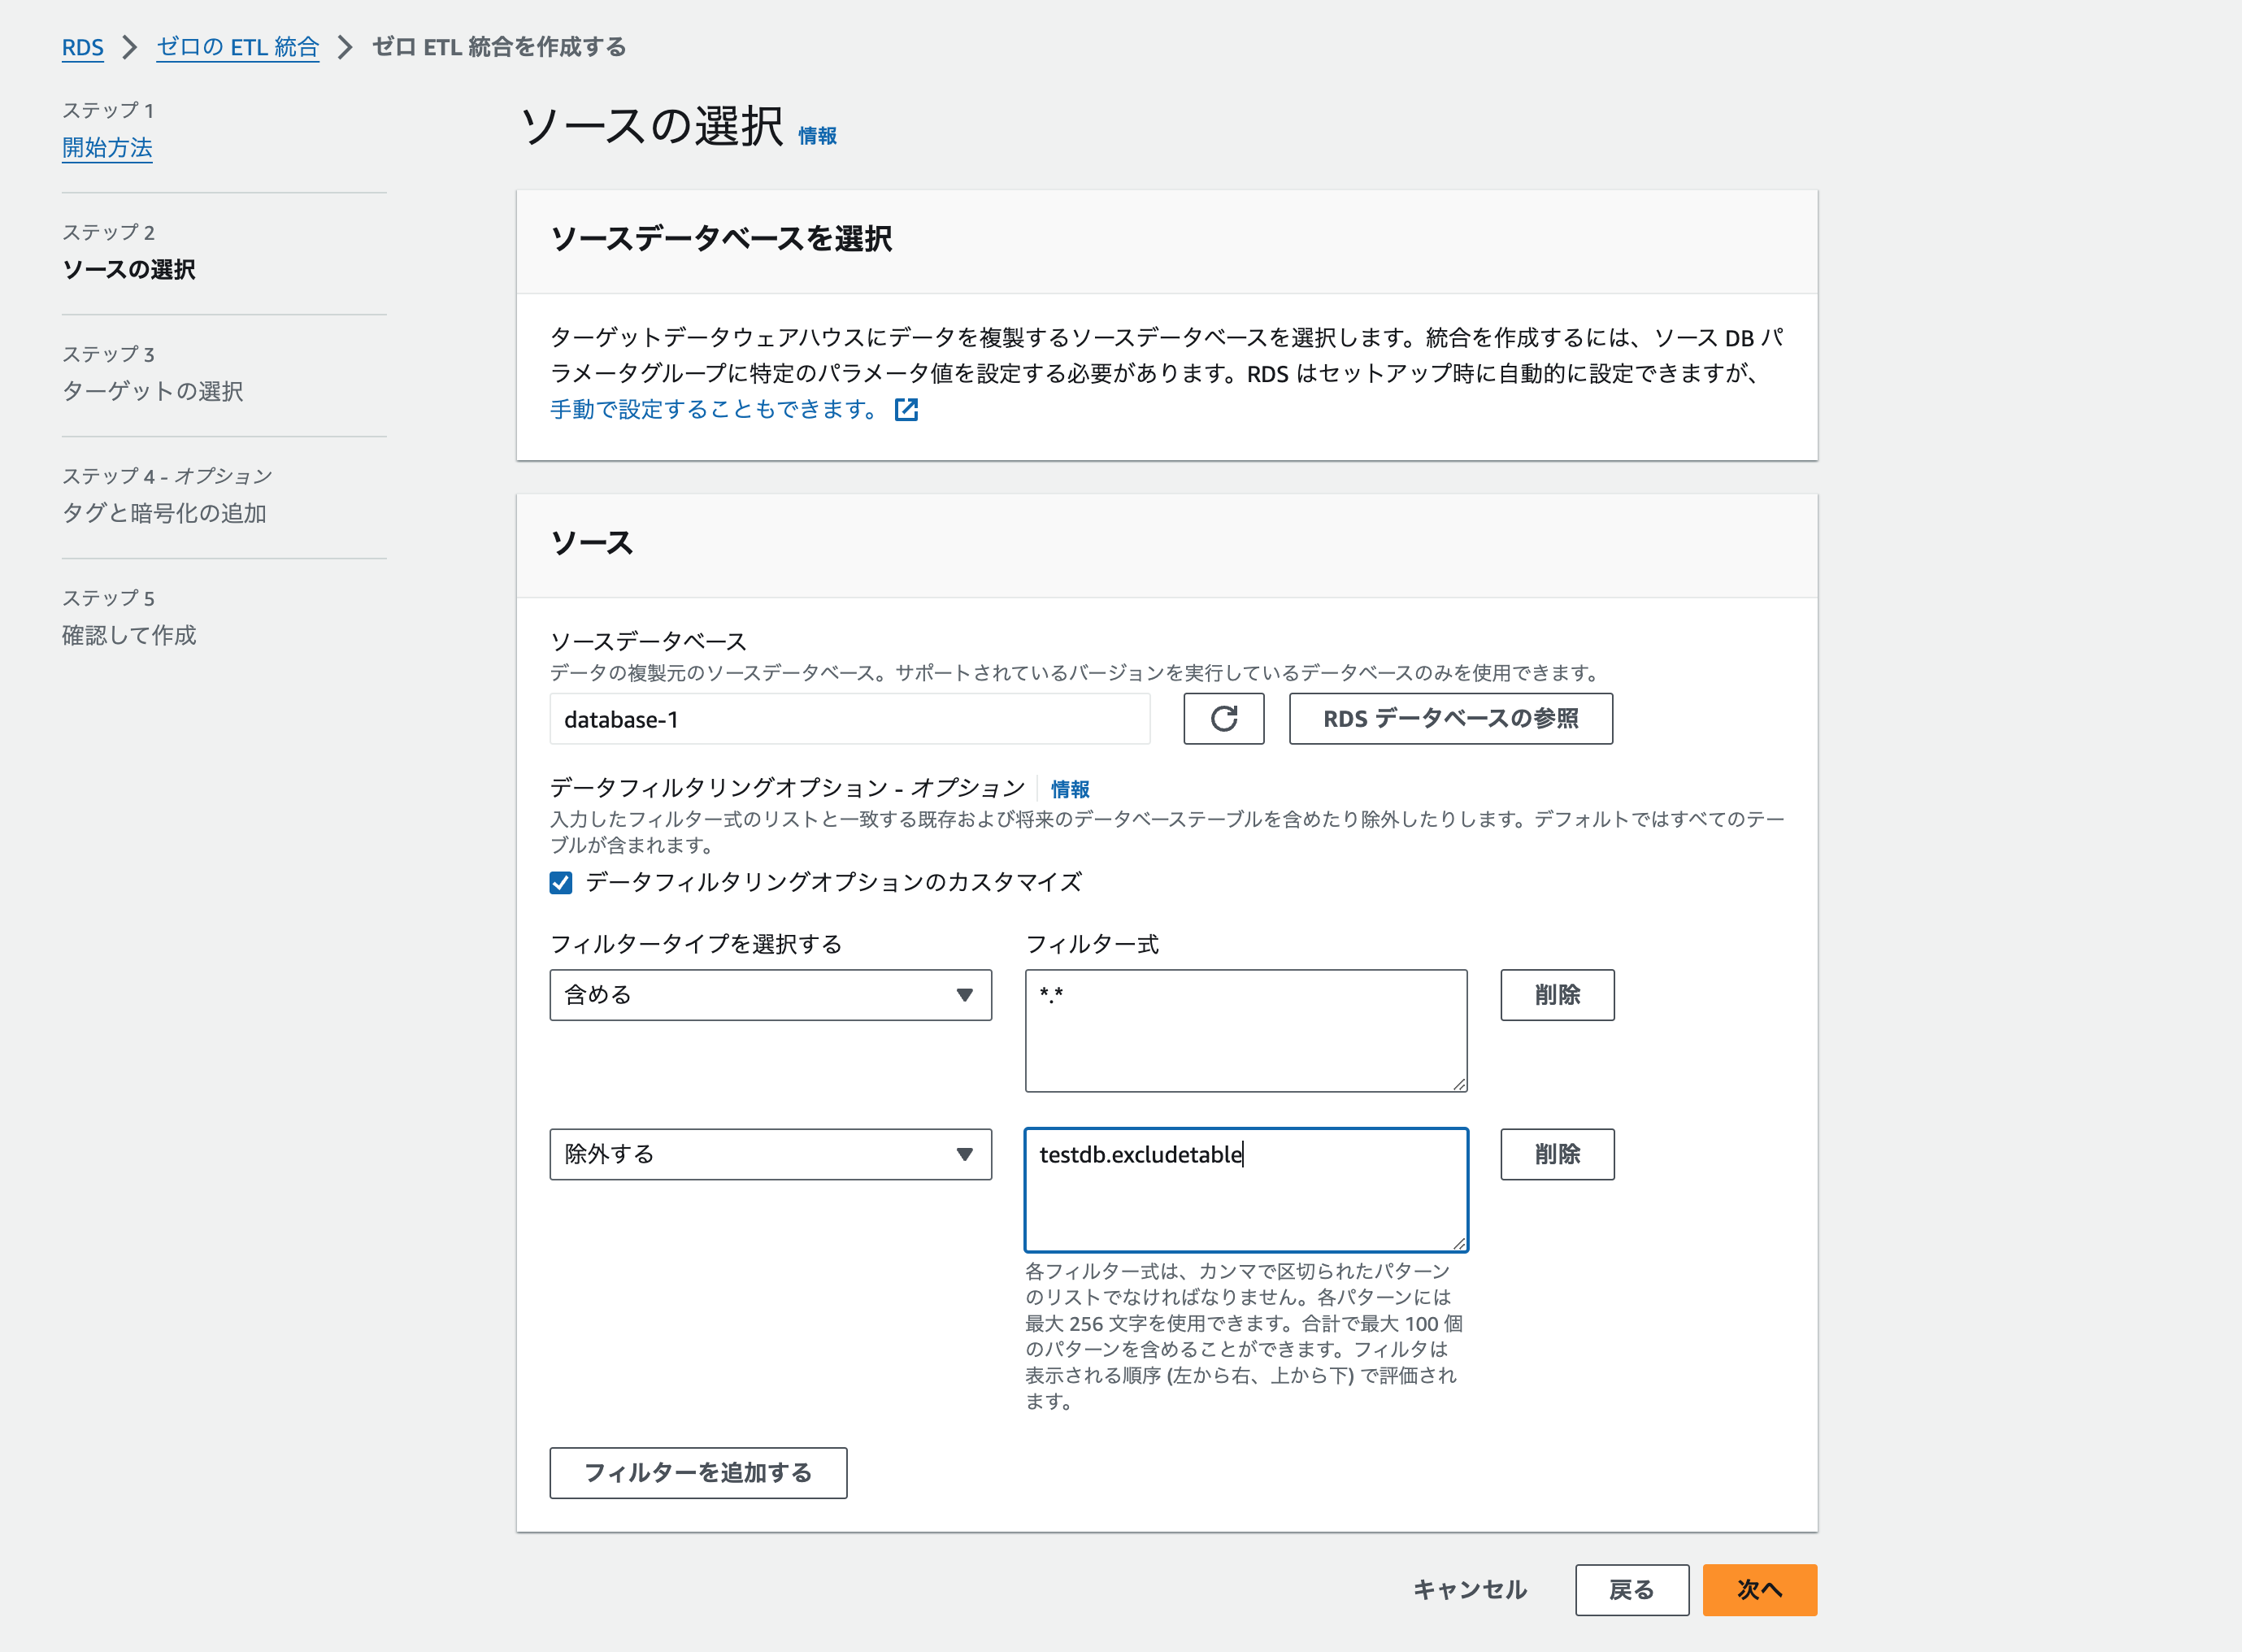 RDS > ゼロの ETL 統合 > ゼロ ETL 統合を作成する
ステップ 1
開始方法
ステップ 2
ソースの選択
ステップ 3
ターゲットの選択
ステップ 4 - オプション
タグと暗号化の追加
ステップ 5
確認して作成
ソースの選択 情報
ソースデータベースを選択
ターゲットデータウェアハウスにデータを複製するソースデータベースを選択します。統合を作成するには、ソース DB パ
ラメータグループに特定のパラメータ値を設定する必要があります。RDS はセットアップ時に自動的に設定できますが、
手動で設定することもできます。
ソース
ソースデータベース
データの複製元のソースデータベース。サポートされているバージョンを実行しているデータベースのみを使用できます。
database-1
RDS データベースの参照
データフィルタリングオプション - オプション 情報
入力したフィルター式のリストと一致する既存および将来のデータベーステーブルを含めたり除外したりします。デフォルトではすべてのテー
ブルが含まれます。
データフィルタリングオプションのカスタマイズ
フィルタータイプを選択する フィルター式
含める *.* 削除
除外する testdb.excludetable 削除
各フィルター式は、カンマで区切られたパターン
のリストでなければなりません。各パターンには
最大 256 文字を使用できます。合計で最大 100 個
のパターンを含めることができます。フィルタは
表示される順序 (左から右、上から下) で評価され
ます。
フィルターを追加する
キャンセル 戻る 次へ